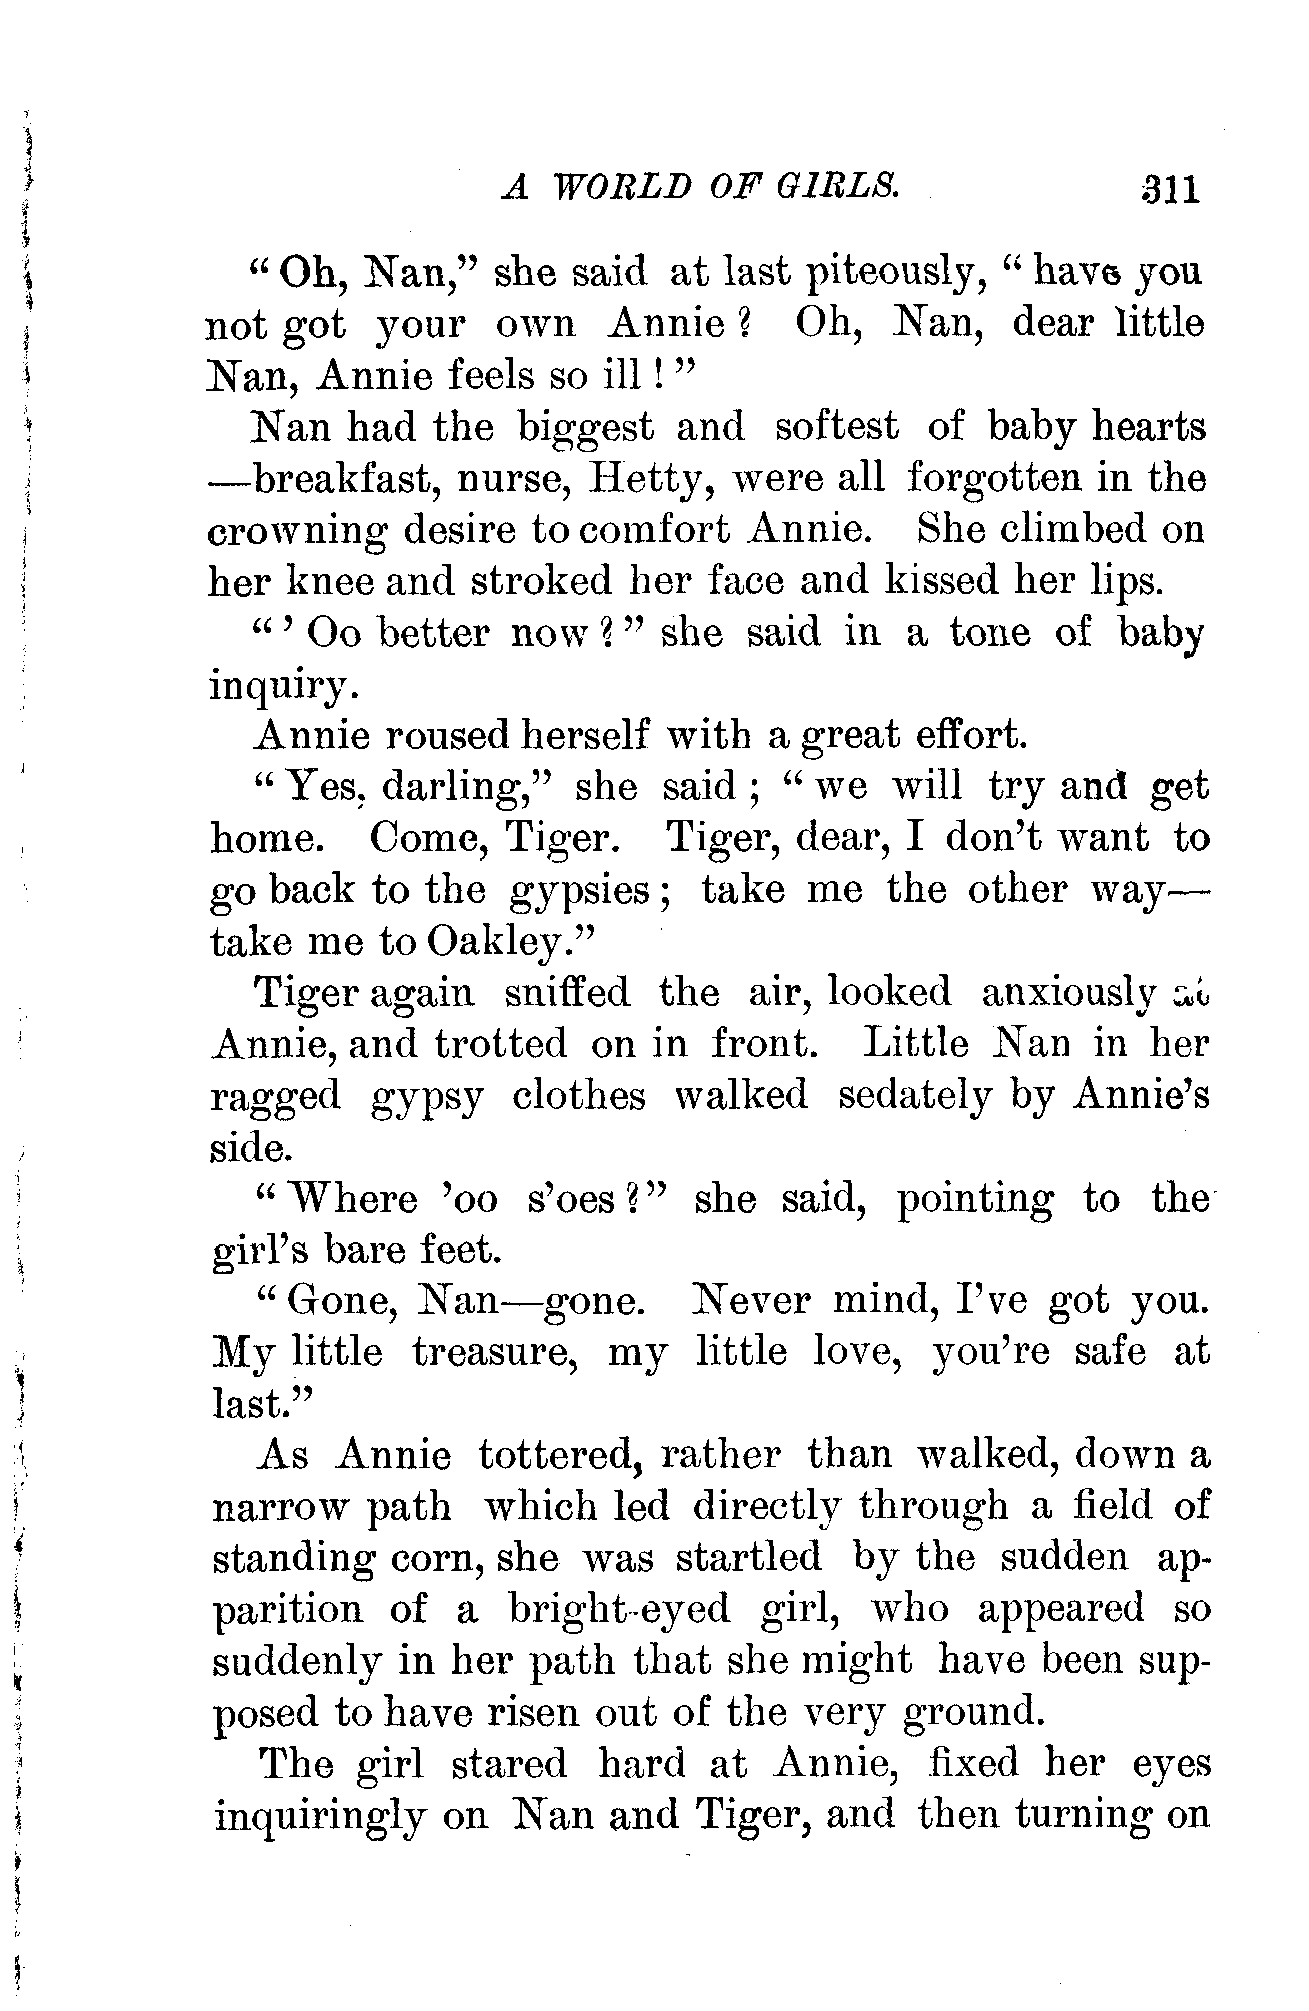 A WORLD OF GIRLS. 311
“Oh, Nan,” she said at last piteously, “have you
not got your own Annie? Oh, Nan, dear little
Nan, Annie feels so ill!”
Nan had the biggest and softest of baby hearts
—breakfast, nurse, Hetty, were all forgotten in the
crowning desire to comfort Annie. She climbed on
her knee and stroked her face and kissed her lips.
“’Oo better now?” she said in a tone of baby
inquiry.
Annie roused herself with a great effort.
“Yes, darling,” she said; “we will try and get
home. Come, Tiger. Tiger, dear, I don’t want to
go back to the gypsies; take me the other way—
take me to Oakley.”
Tiger again sniffed the air, looked anxiously at
Annie, and trotted on in front. Little Nan in her
ragged gypsy clothes walked sedately by Annie’s
side.
“Where ’oo s’oes?” she said, pointing to the
girl’s bare feet.
“Gone, Nan—gone. Never mind, I’ve got you.
My little treasure, my little love, you’re safe at
last.”
As Annie tottered, rather than walked, down a
narrow path which led directly through a field of
standing corn, she was startled by the sudden ap-
parition of a bright-eyed girl, who appeared so
suddenly in her path that she might have been sup-
posed to have risen out of the very ground.
The girl stared hard at Annie, fixed her eyes
inquiringly on Nan and Tiger, and then turning on